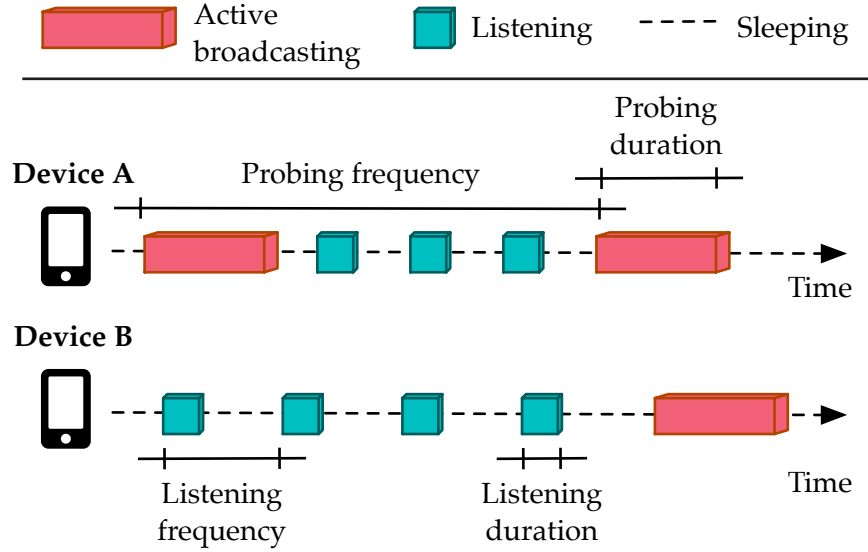 Active
broadcasting
Listening
Sleeping
Probing
duration
Device A
Probing frequency
Time
Device B
Listening
frequency
Listening
duration
Time